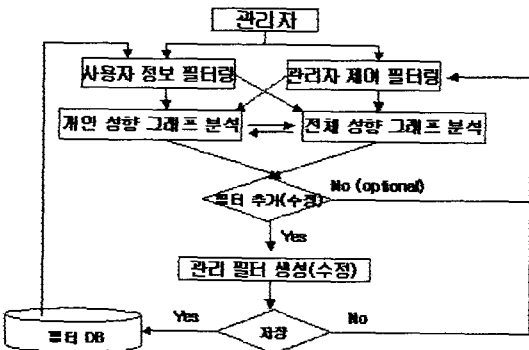 관리자
사용자 정보 필터링
관리자 제어 필터링
개인 성향 그래프 분석
전체 성향 그래프 분석
필터 추가(수정)
No (optional)
Yes
관리 필터 생성(수정)
Yes
No
저장
필터 DB